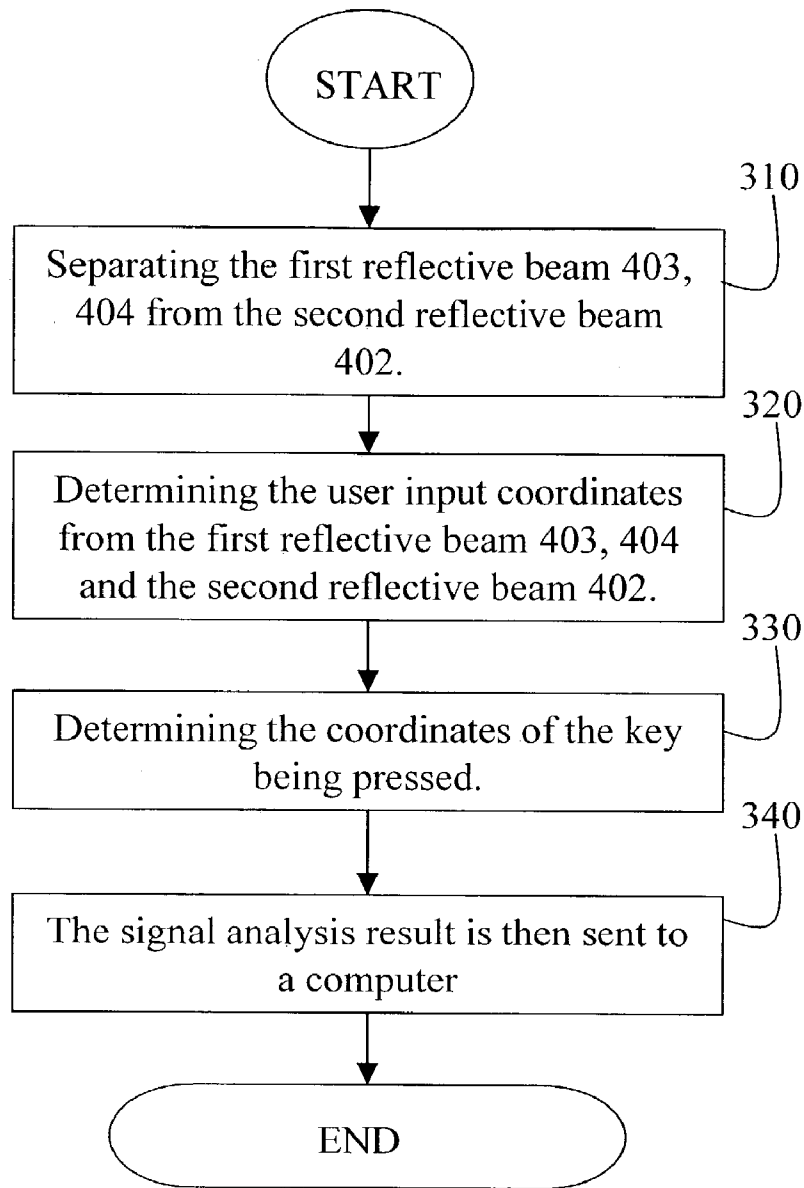 START
310
Separating the first reflective beam 403,
404 from the second reflective beam
402.
320
Determining the user input coordinates
from the first reflective beam 403, 404
and the second reflective beam 402.
330
Determining the coordinates of the key
being pressed.
340
The signal analysis result is then sent to
a computer
END